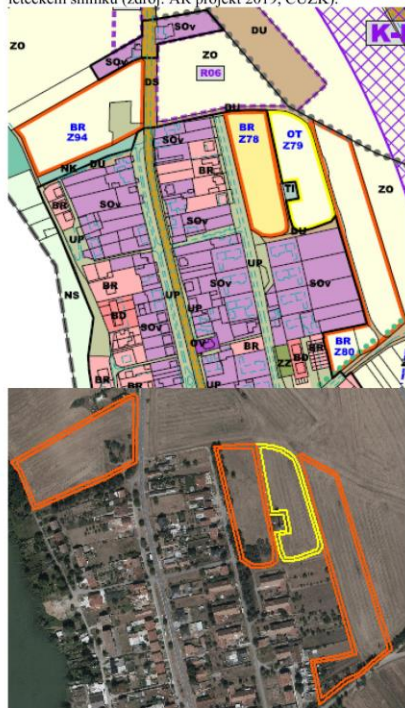 leteckém snímku (zdroj: AR projekt 2019, ČÚZK).
ZO
SOv
DU
ZO
K-
R06
DS
BR
Z94
DU
BR
Z78
OT
Z79
ZO
NK
DU
SOv
BR
SOv
BR
TI
DU
UP
NS
BR
UP
SOv
BD
SOv
UP
SOv
OV
BR
ZZ
BD
BR
BR
Z80
BR
BR